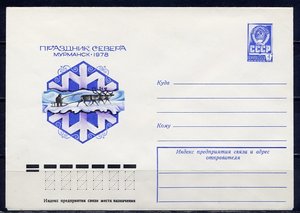 ПРАЗДНИК СЕВЕРА
МУРМАНСК·1978
СССР
Куда
Кому
Индекс предприятия связи и адрес
отправителя
Индекс предприятия связи места назначения